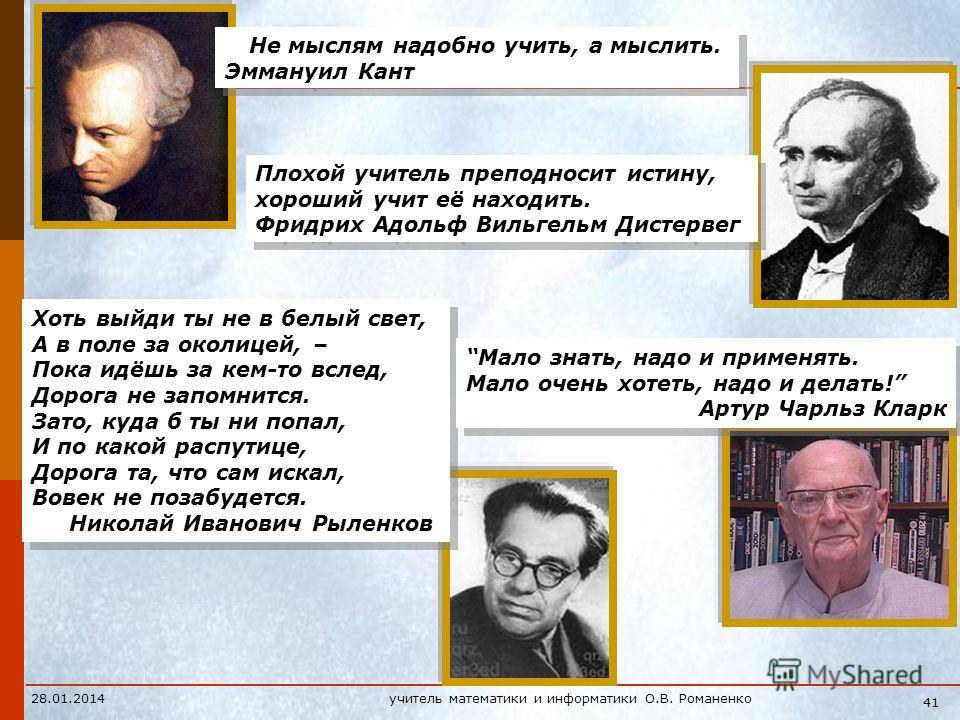 Не мыслям надобно учить, а мыслить.
Эммануил Кант
Плохой учитель преподносит истину,
хороший учит её находить.
Фридрих Адольф Вильгельм Дистервег
Хоть выйди ты не в белый свет,
А в поле за околицей, –
Пока идёшь за кем-то вслед,
Дорога не запомнится.
Зато, куда б ты ни попал,
И по какой распутице,
Дорога та, что сам искал,
Вовек не позабудется.
Николай Иванович Рыленков
“Мало знать, надо и применять.
Мало очень хотеть, надо и делать!”
Артур Чарльз Кларк
28.01.2014
учитель математики и информатики О.В. Романенко
41
MyShared